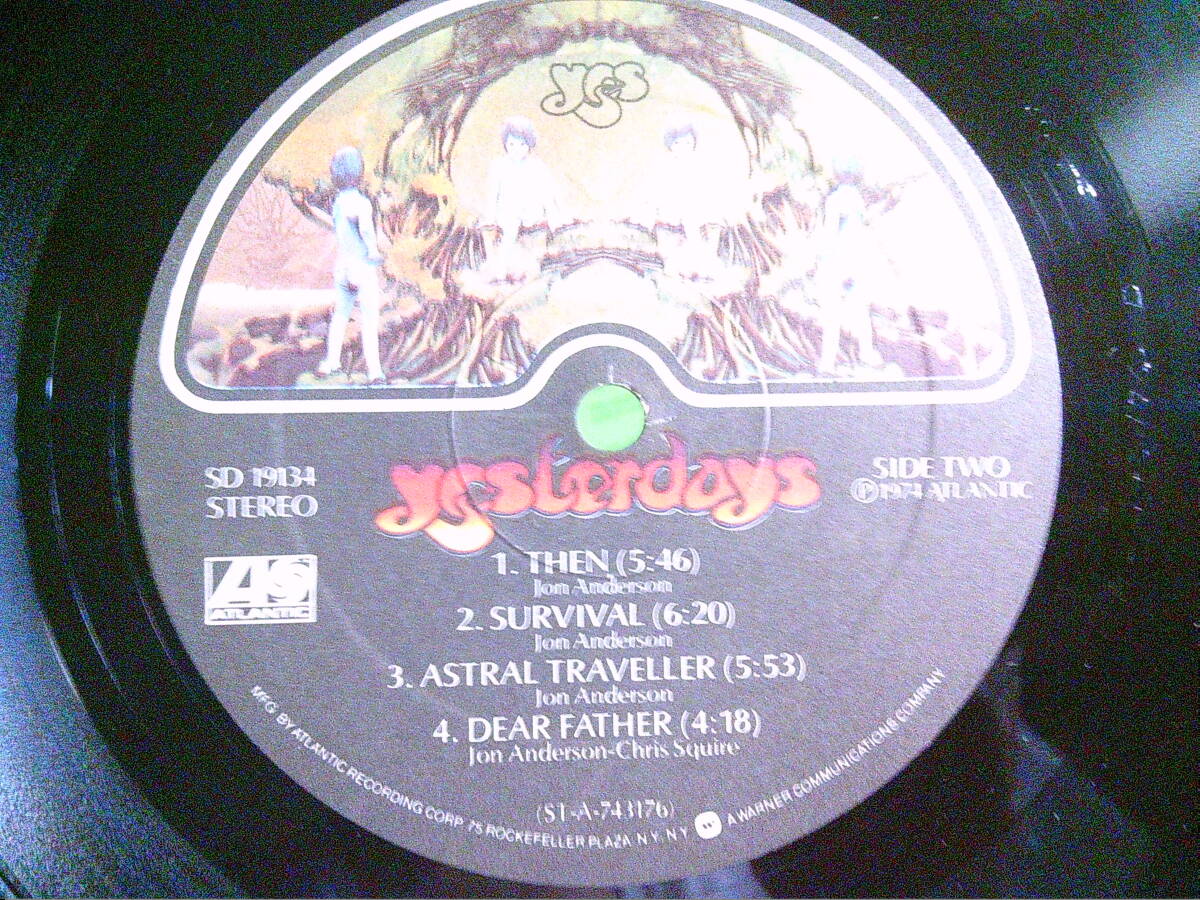 yes
yesterdays
SD 19134
STEREO
SIDE TWO
℗1974 ATLANTIC
ATLANTIC
1. THEN (5:46)
Jon Anderson
2. SURVIVAL (6:20)
Jon Anderson
3. ASTRAL TRAVELLER (5:53)
Jon Anderson
4. DEAR FATHER (4:18)
Jon Anderson-Chris Squire
(ST-A-743176)
MFG. BY ATLANTIC RECORDING CORP. 75 ROCKEFELLER PLAZA N.Y. N.Y. A WARNER COMMUNICATIONS COMPANY